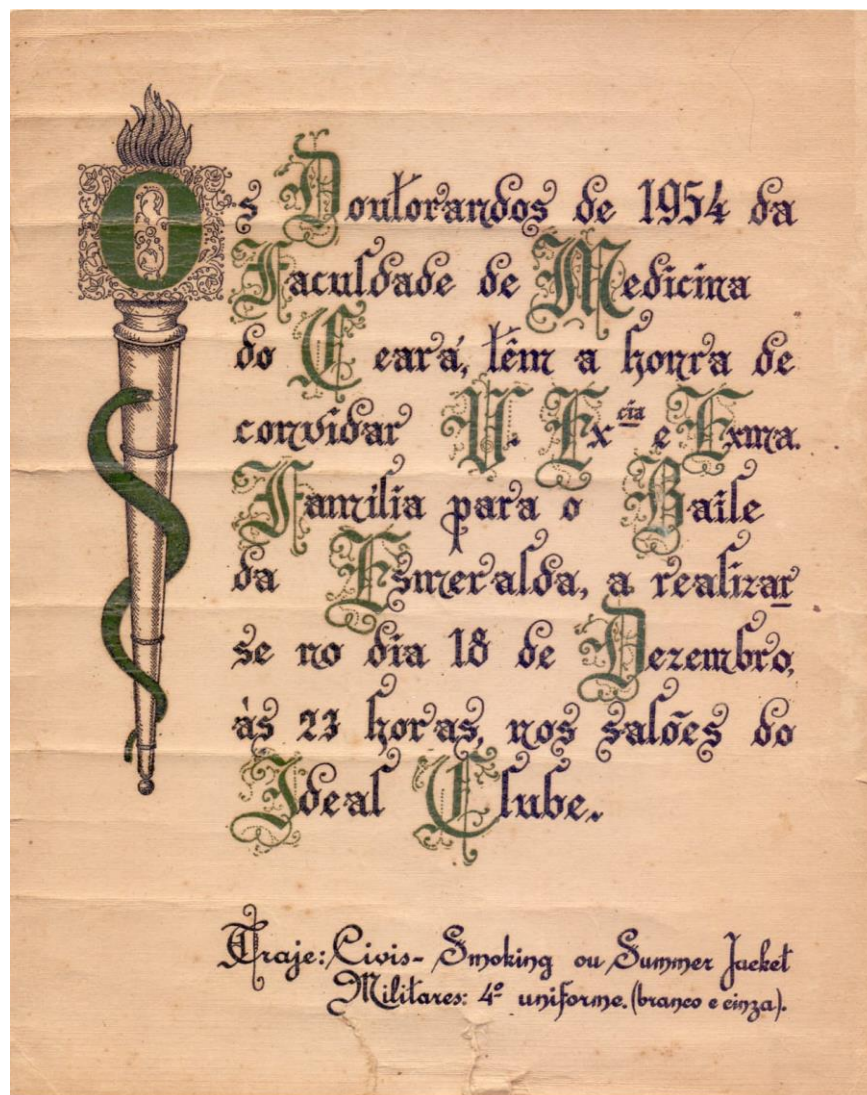 Os Doutorandos de 1954 da
Faculdade de Medicina
do Ceará, têm a honra de
convidar V. Excia e Exma.
Familia para o Baile
da Esmeralda, a realizar
se no dia 18 de Dezembro,
às 23 horas, nos salões do
Ideal Clube.
Traje: Civis - Smoking ou Summer Jacket
Militares: 4º uniforme. (branco e cinza).